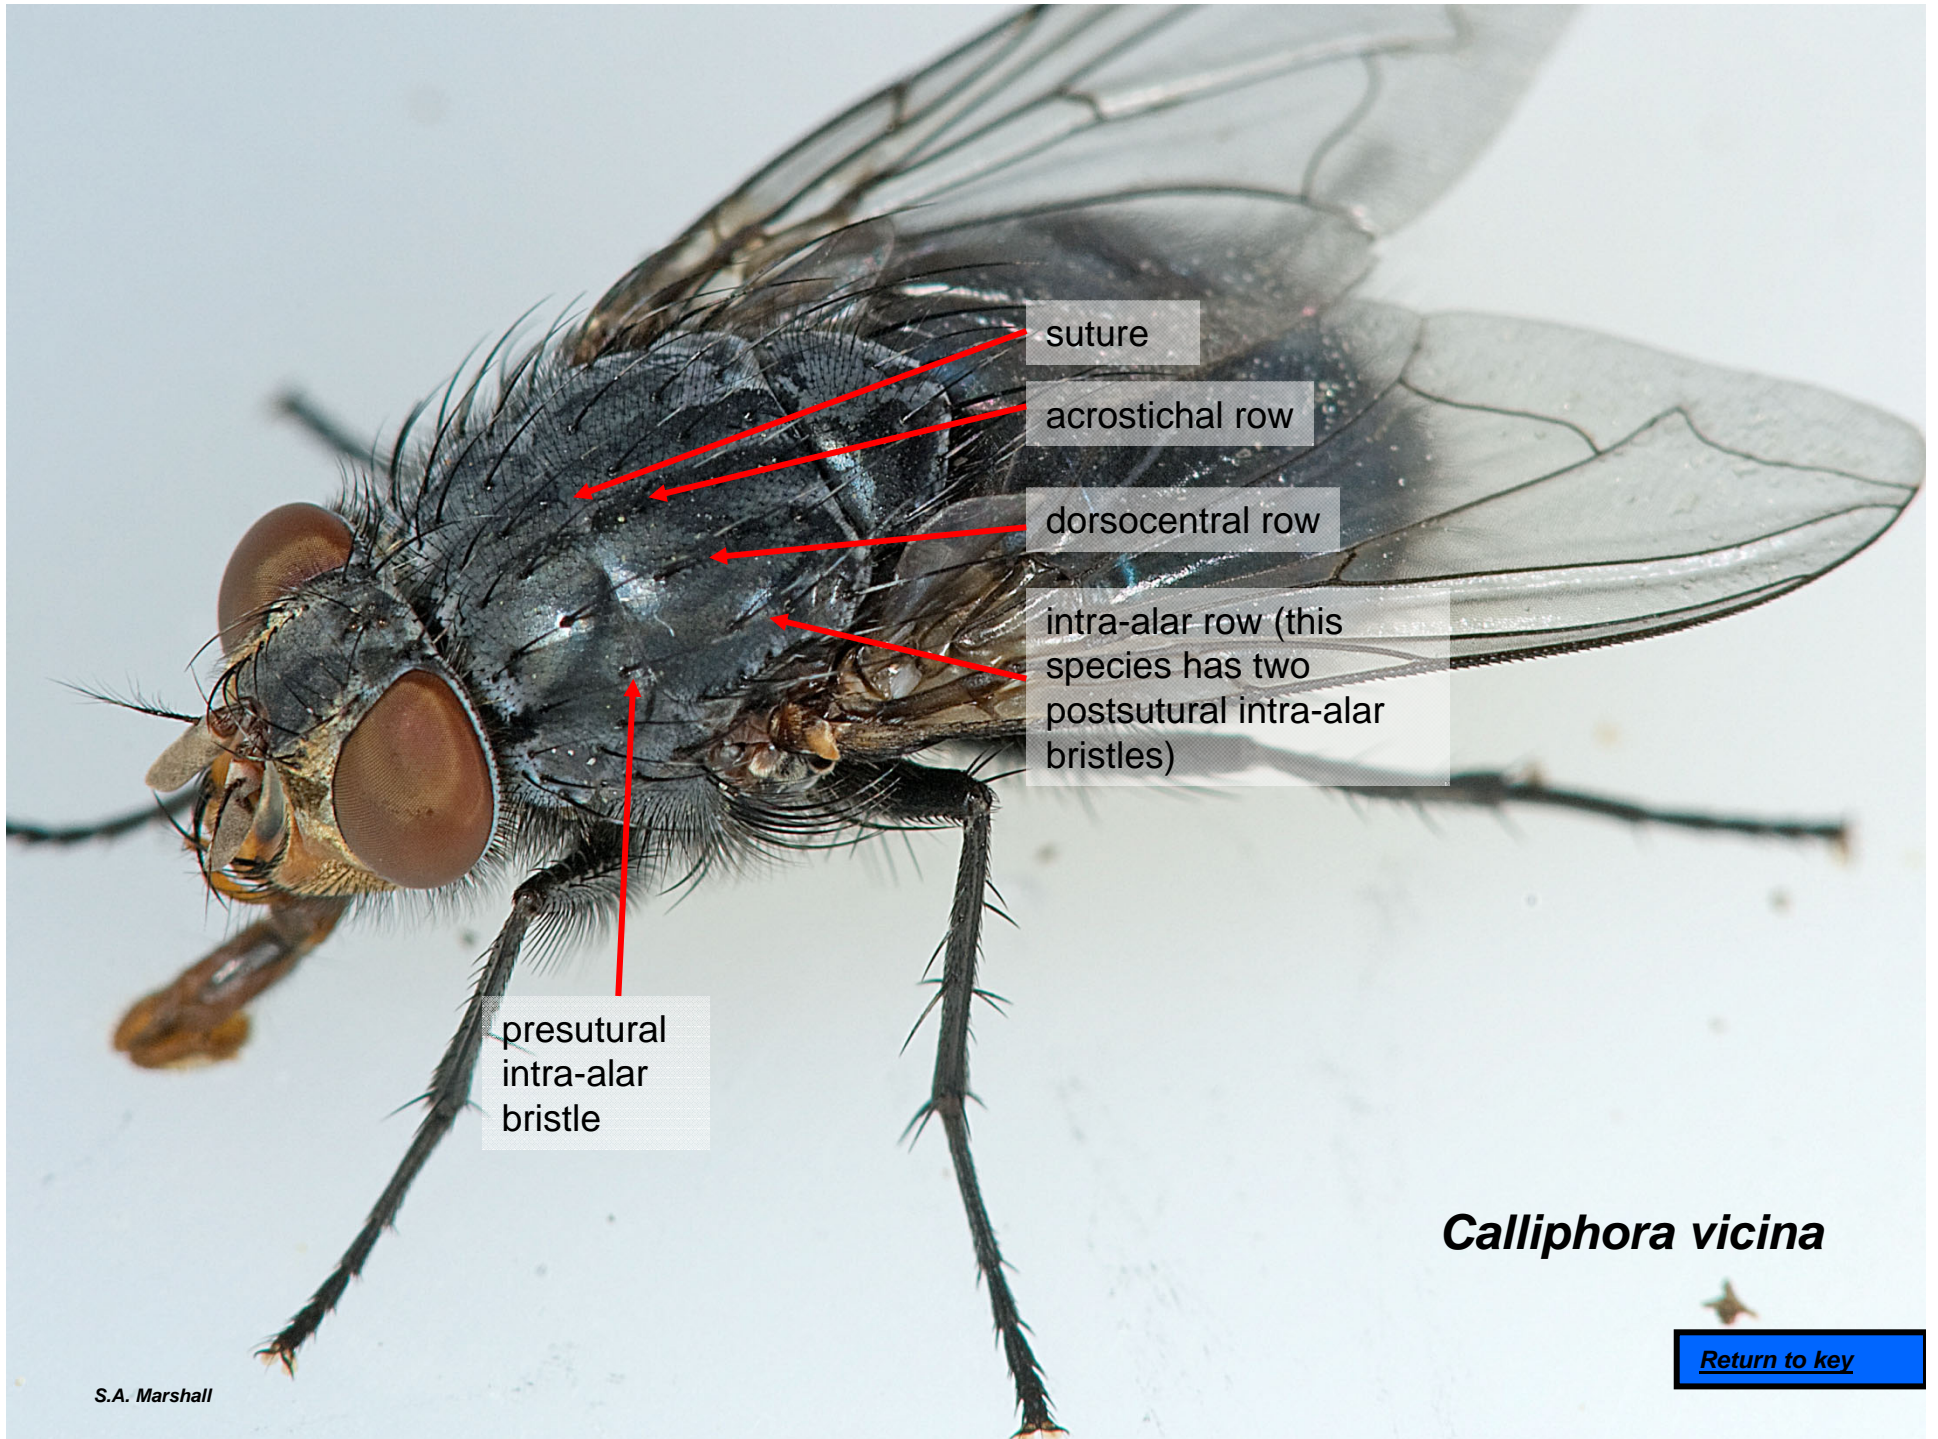 suture
acrostichal row
dorsocentral row
intra-alar row (this
species has two
postsutural intra-alar
bristles)
presutural
intra-alar
bristle
Calliphora vicina
Return to key
S.A. Marshall